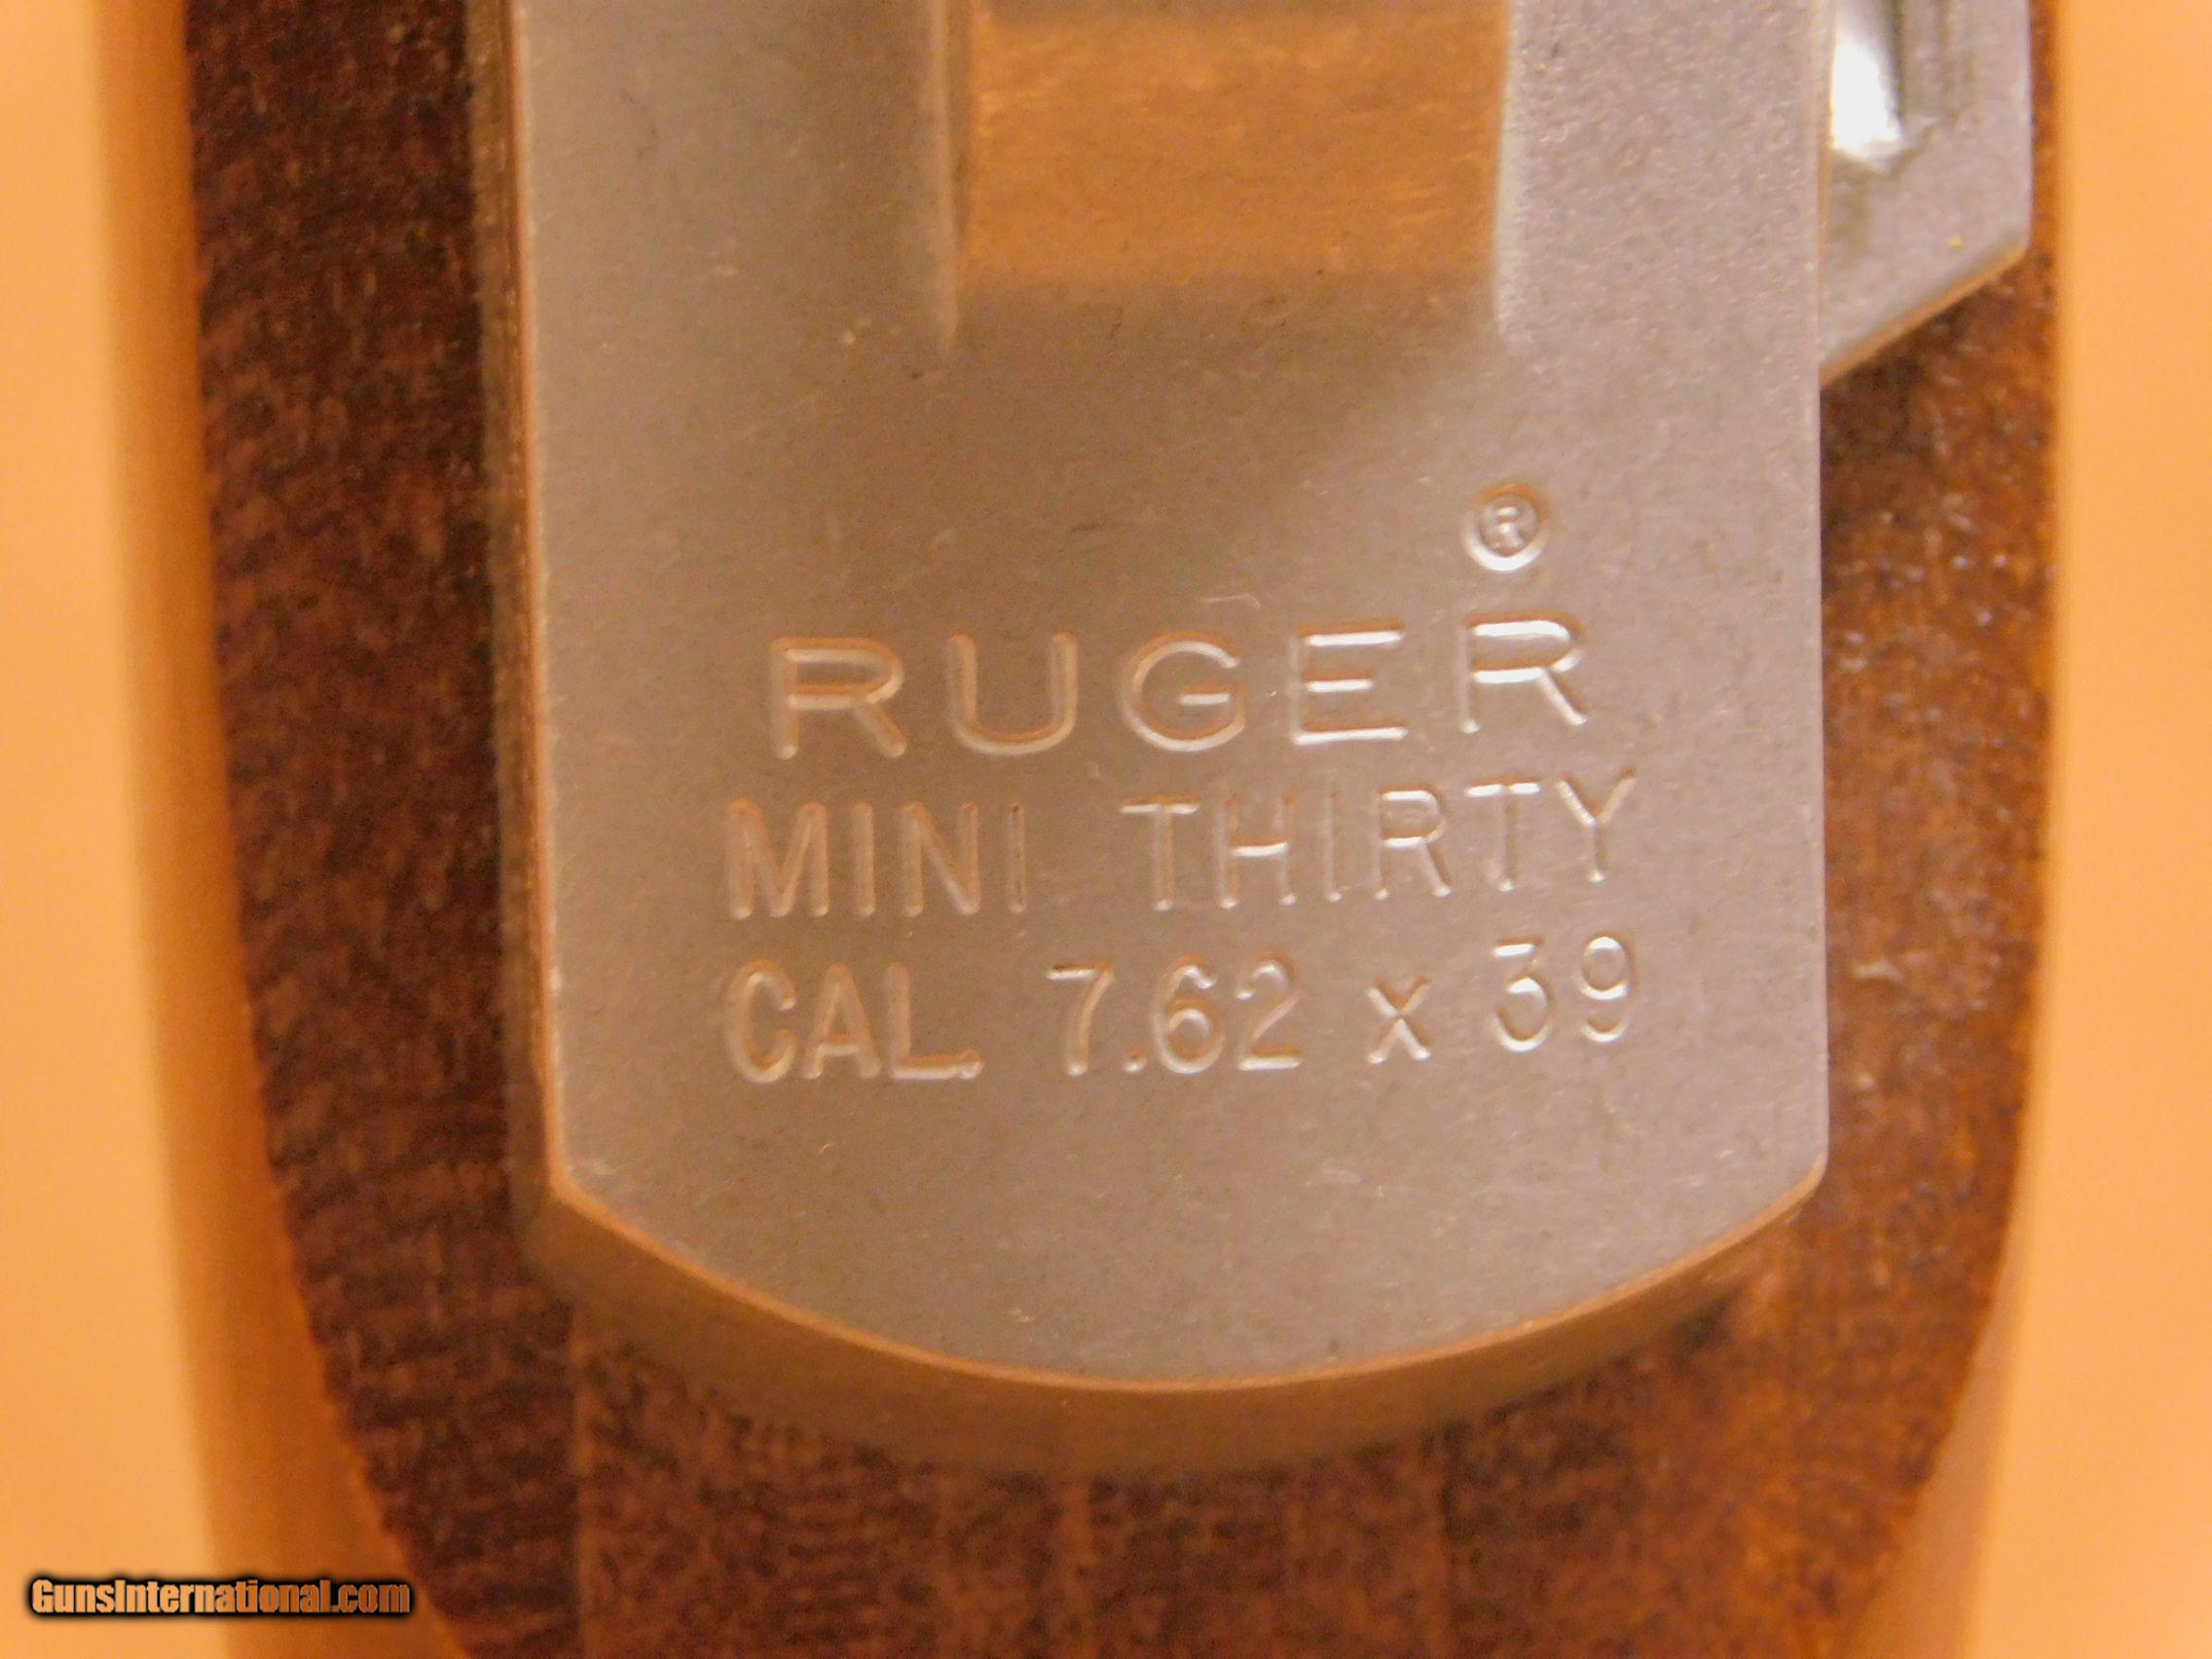 ®
RUGER
MINI THIRTY
CAL. 7.62 x 39
GunsInternational.com